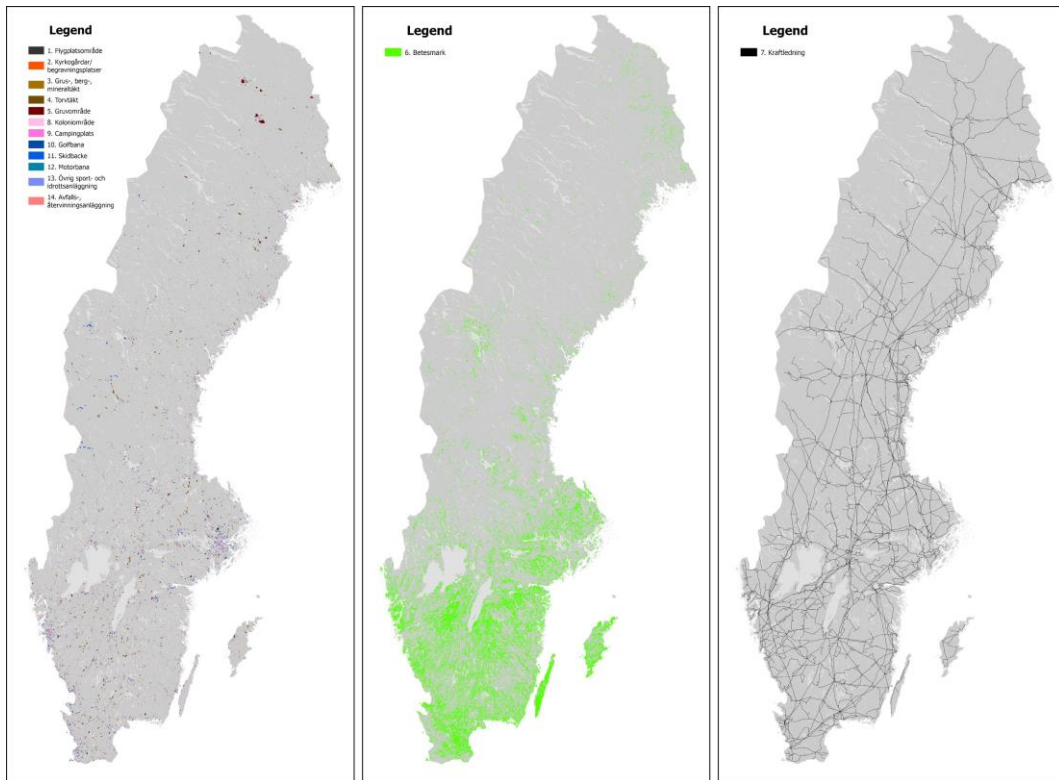 Legend
1. Flygplatsområde
2. Kyrkogårdar/
begravningsplatser
3. Grus-, berg-,
mineraltäkt
4. Torvtäkt
5. Gruvområde
8. Koloniområde
9. Campingplats
10. Golfbana
11. Skidbacke
12. Motorbana
13. Övrig sport- och
idrottsanläggning
14. Avfalls-,
återvinningsanläggning
Legend
6. Betesmark
Legend
7. Kraftledning